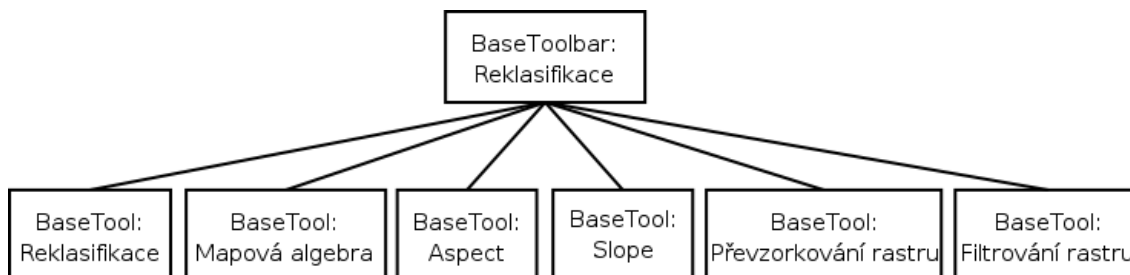 BaseToolbar:
Reklasifikace
BaseTool:
Reklasifikace
BaseTool:
Mapová algebra
BaseTool:
Aspect
BaseTool:
Slope
BaseTool:
Převzorkování rastru
BaseTool:
Filtrování rastru